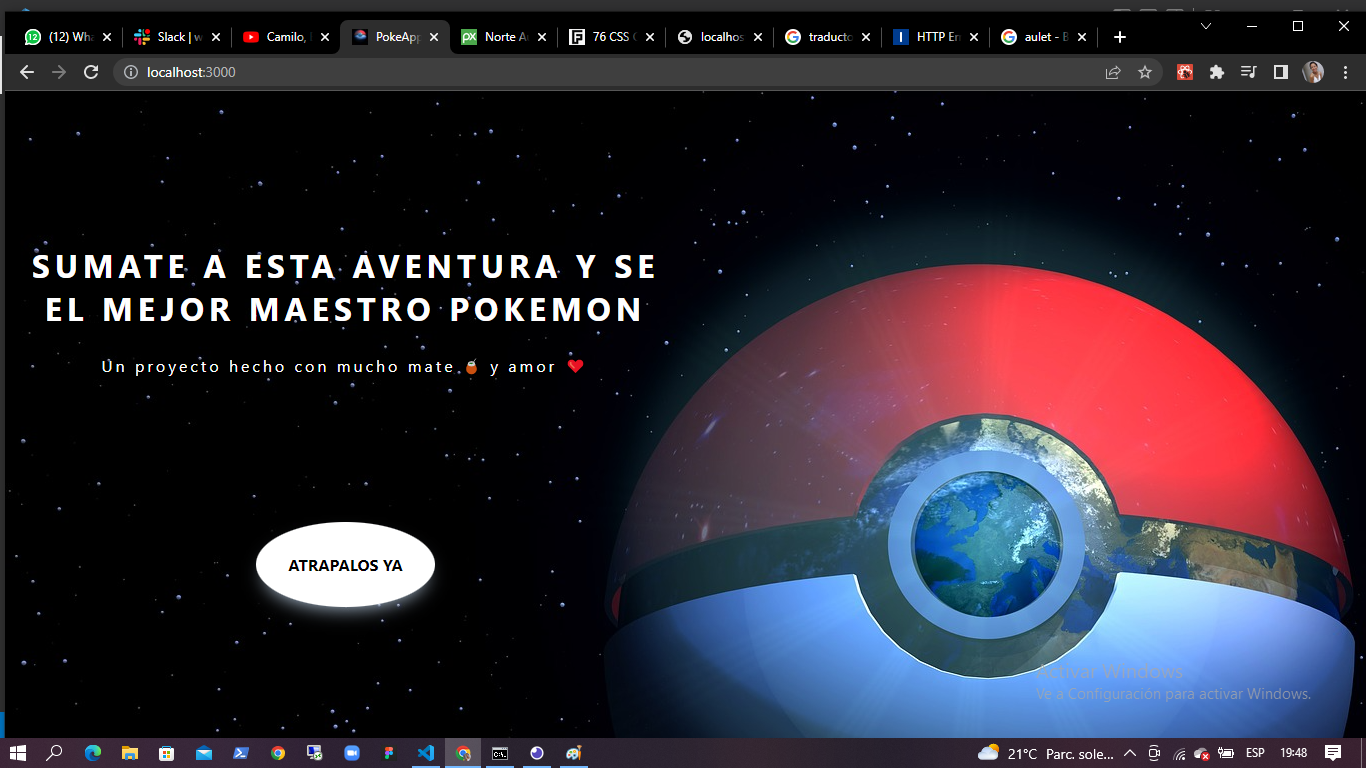 (12) Wha
Slack | w
Camilo,
PokeApp
Norte A
76 CSS
localhos
traducto
HTTP Er
aulet - B
localhost:3000
SUMATE A ESTA AVENTURA Y SE
EL MEJOR MAESTRO POKEMON
Un proyecto hecho con mucho mate 🧉 y amor ❤️
ATRAPALOS YA
Activar Windows
Ve a Configuración para activar Windows.
21°C Parc. sole...
ESP
19:48